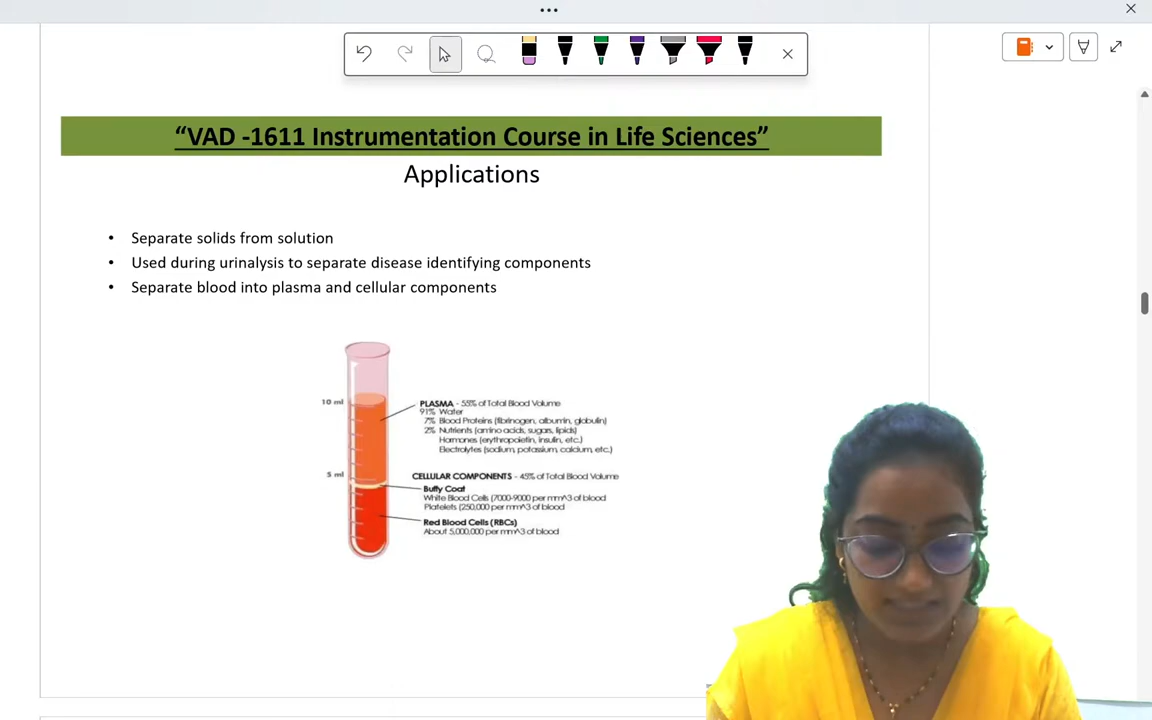 “VAD -1611 Instrumentation Course in Life Sciences”
Applications
• Separate solids from solution
• Used during urinalysis to separate disease identifying components
• Separate blood into plasma and cellular components
10 ml
PLASMA - 55% of Total Blood Volume
91% Water
7% Blood Proteins (fibrinogen, albumin, globulin)
2% Nutrients (amino acids, sugars, lipids)
Hormones (erythropoietin, insulin, etc.)
Electrolytes (sodium, potassium, calcium, etc.)
5 ml
CELLULAR COMPONENTS - 45% of Total Blood Volume
Buffy Coat
White Blood Cells (7000-9000 per mm^3 of blood
Platelets (250,000 per mm^3 of blood
Red Blood Cells (RBCs)
About 5,000,000 per mm^3 of blood